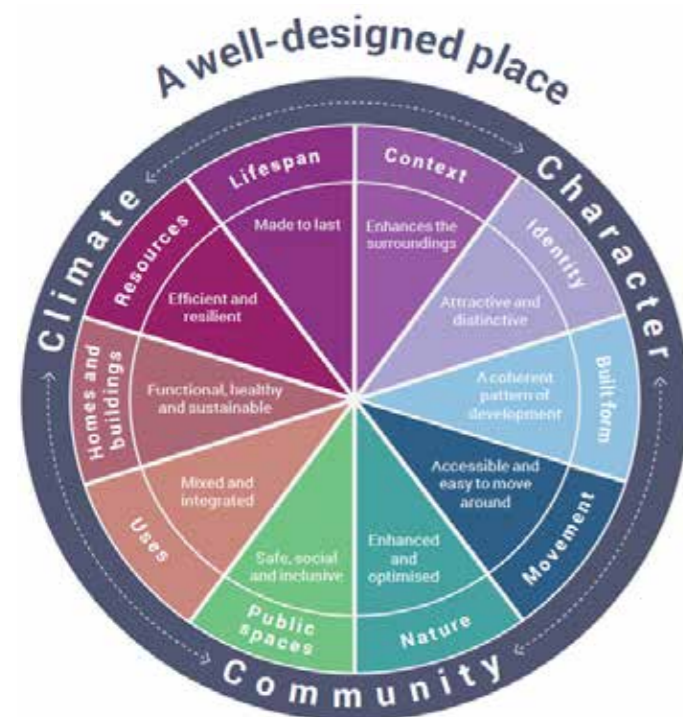 A well-designed place
Climate
Character
Community
Context
Enhances the
surroundings
Identity
Attractive and
distinctive
Built form
A coherent
pattern of
development
Movement
Accessible and
easy to move
around
Nature
Enhanced
and
optimised
Public
spaces
Safe, social
and inclusive
Uses
Mixed and
integrated
Homes and
buildings
Functional, healthy
and sustainable
Resources
Efficient and
resilient
Lifespan
Made to last